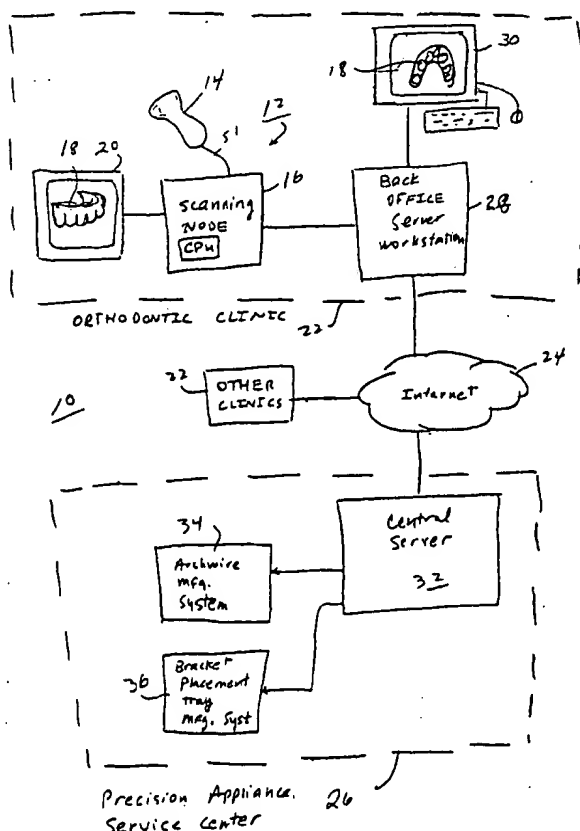 30
18
14
12
51
18
20
16
Scanning
NODE
CPU
BACK
OFFICE
Server
workstation
28
ORTHODONTIC CLINIC
22
24
22
OTHER
CLINICS
Internet
10
Central
Server
32
34
Archwire
mfg.
System
36
Bracket
Placement
Tray
mfg. Syst
Precision Appliance
Service Center
26